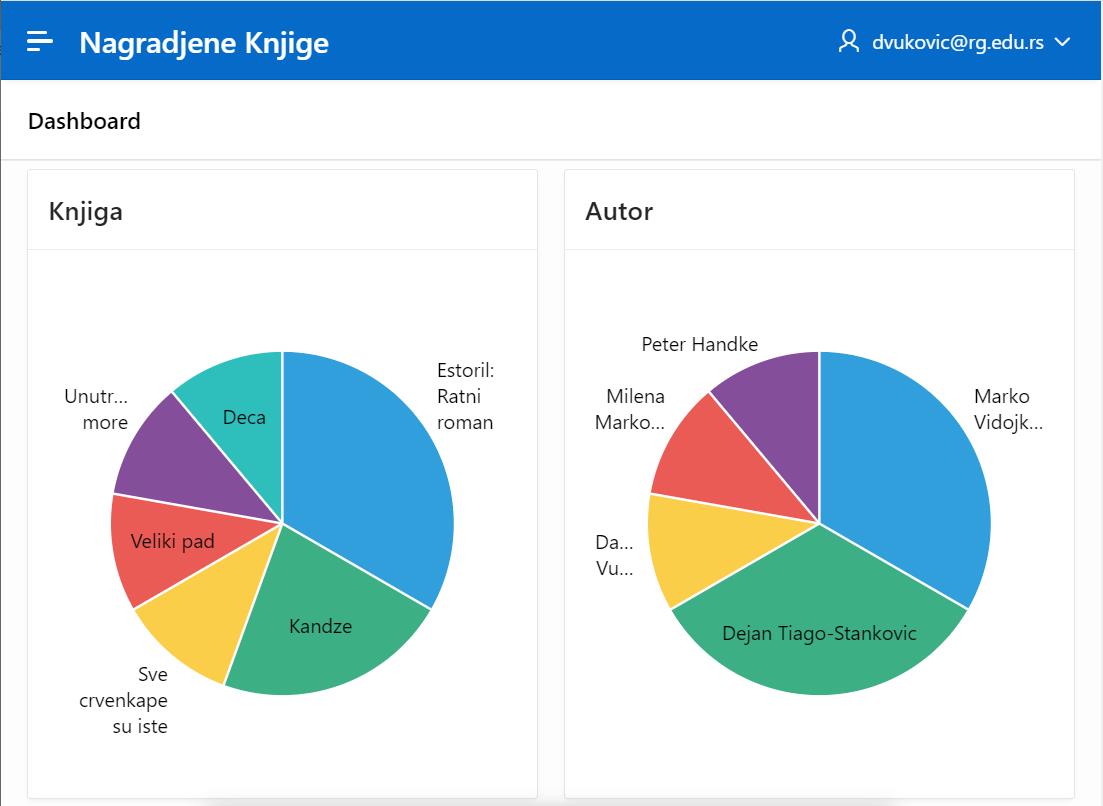 Nagradjene Knjige
dvukovic@rg.edu.rs
Dashboard
Knjiga
Estoril:
Ratni
roman
Unutr...
more
Deca
Veliki pad
Kandze
Sve
crvenkape
su iste
Autor
Peter Handke
Milena
Marko...
Marko
Vidojk...
Da...
Vu...
Dejan Tiago-Stankovic